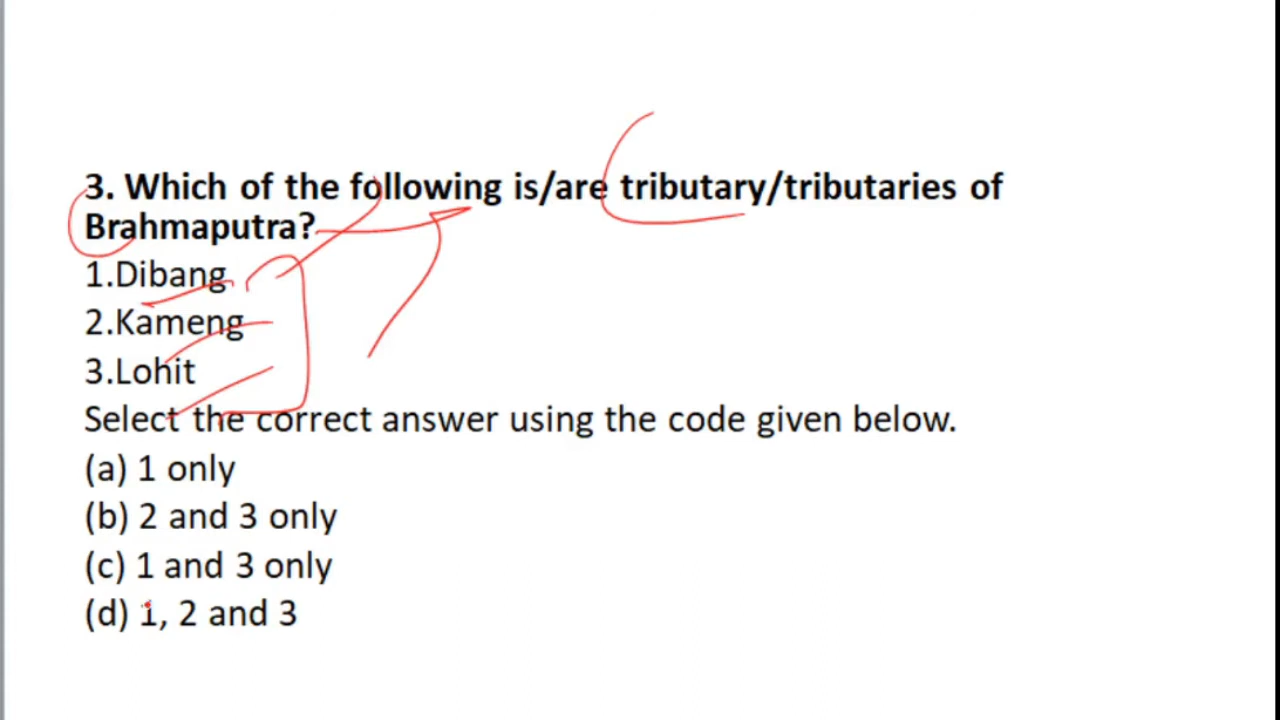 3. Which of the following is/are tributary/tributaries of
Brahmaputra?
1.Dibang
2.Kameng
3.Lohit
Select the correct answer using the code given below.
(a) 1 only
(b) 2 and 3 only
(c) 1 and 3 only
(d) 1, 2 and 3